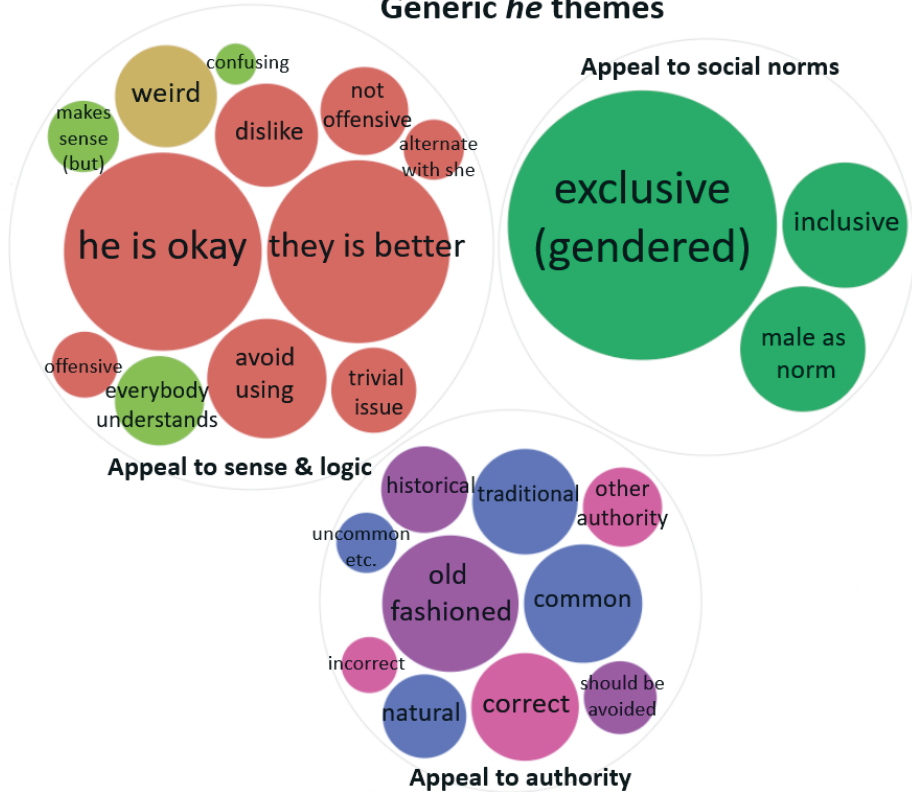 Generic he themes
Appeal to social norms
confusing
weird
not
offensive
makes
sense
(but)
dislike
alternate
with she
he is okay
they is better
offensive
everybody
understands
avoid
using
trivial
issue
Appeal to sense & logic
exclusive
(gendered)
inclusive
male as
norm
historical
traditional
other
authority
uncommon
etc.
old
fashioned
common
incorrect
natural
correct
should be
avoided
Appeal to authority